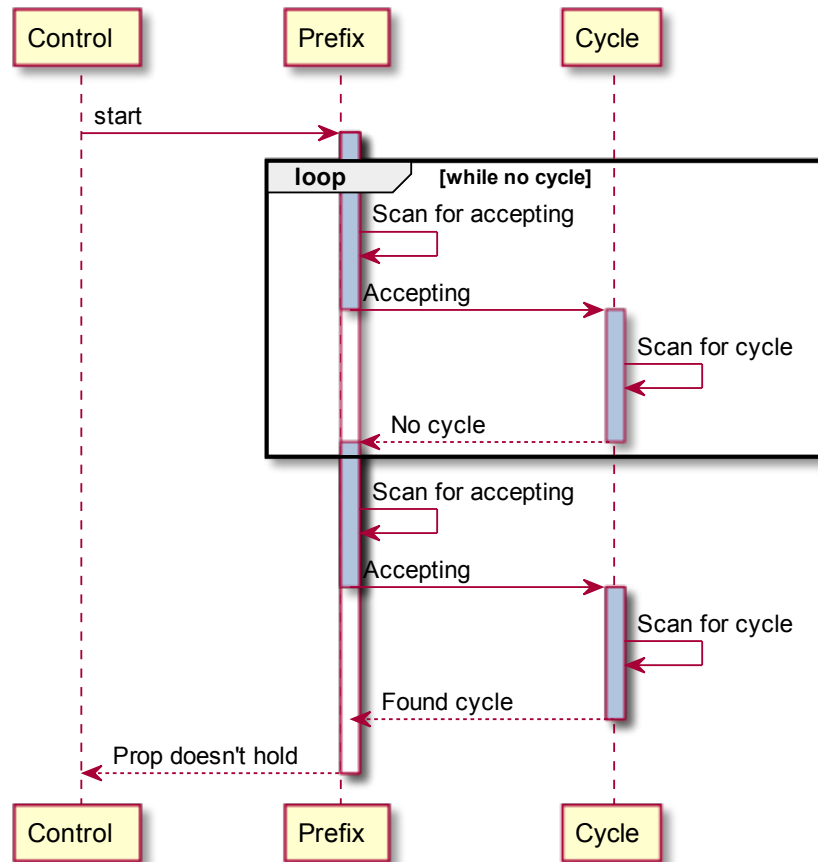 Control
Prefix
Cycle
start
loop
[while no cycle]
Scan for accepting
Accepting
Scan for cycle
No cycle
Scan for accepting
Accepting
Scan for cycle
Found cycle
Prop doesn't hold
Control
Prefix
Cycle